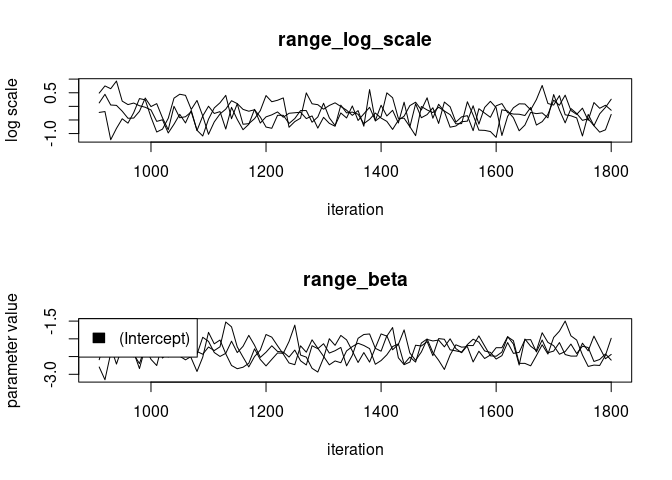 range_log_scale
log scale
0.5
-1.0
1000 1200 1400 1600 1800
iteration
range_beta
parameter value
-1.5
-3.0
(Intercept)
1000 1200 1400 1600 1800
iteration